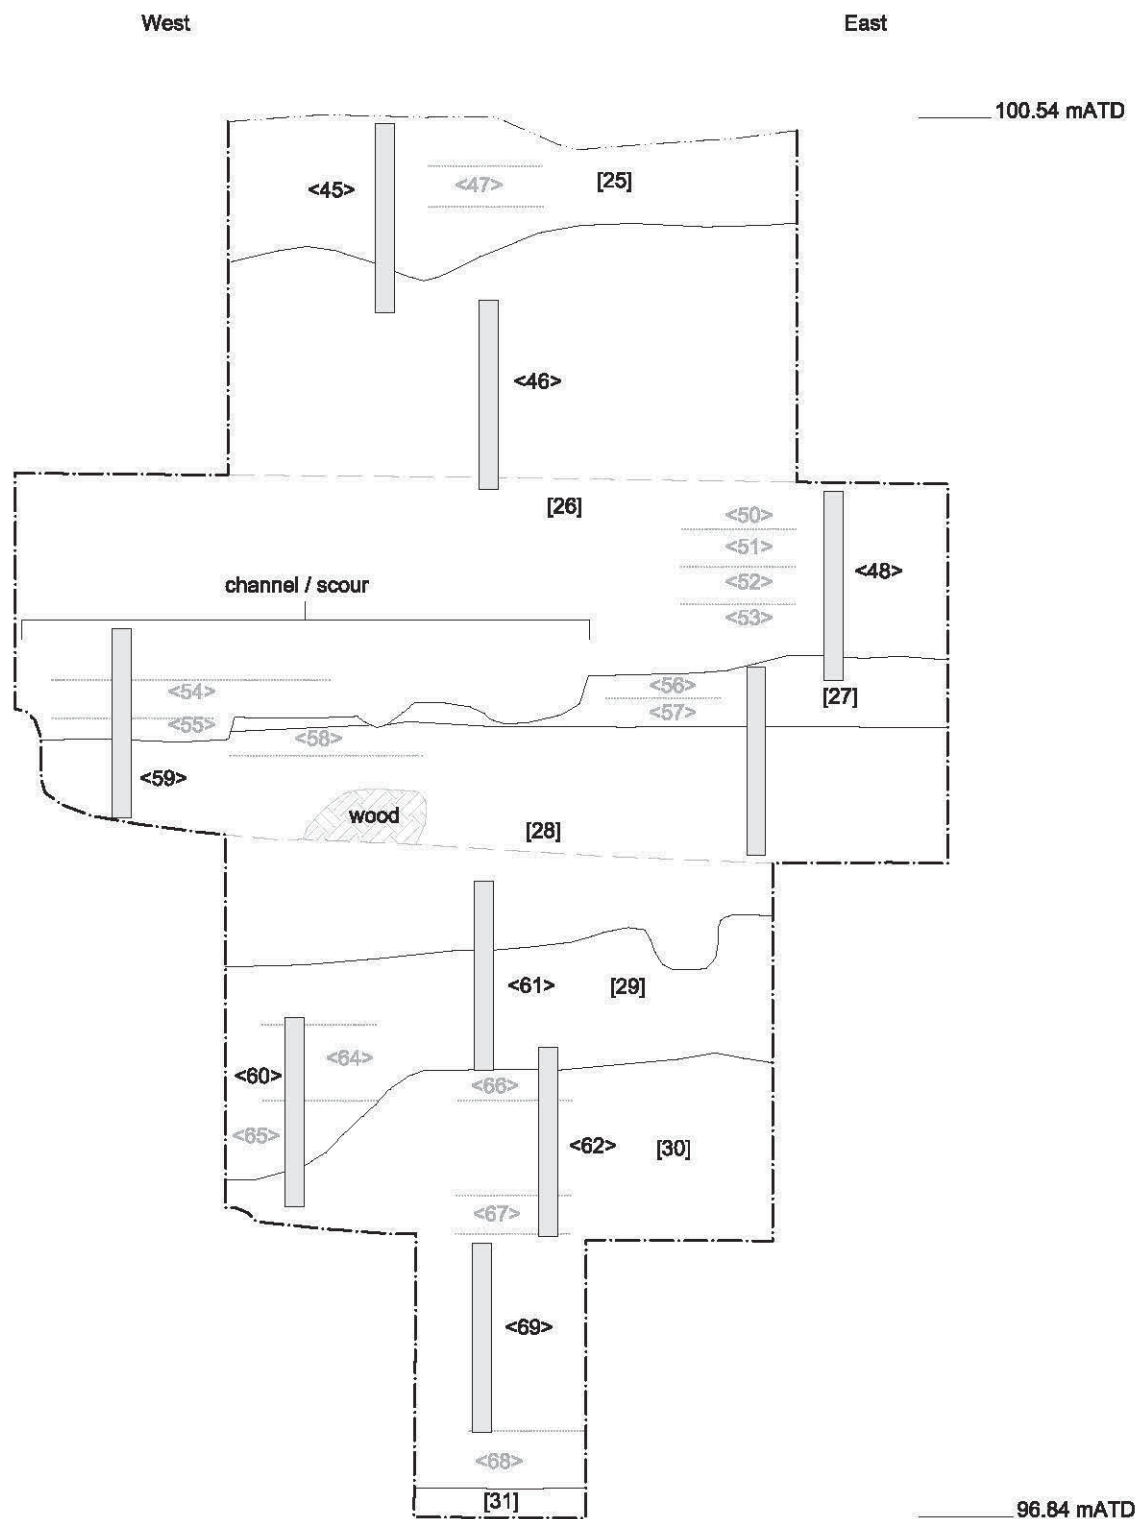 West East
100.54 mATD
<45> <47> [25]
<46>
[26]
<50>
<51>
<52> <48>
channel / scour
<53>
<54> <56> [27]
<55> <57>
<58>
<59>
wood [28]
<61> [29]
<64>
<60> <66>
<65> <62> [30]
<67>
<69>
<68>
[31] 96.84 mATD